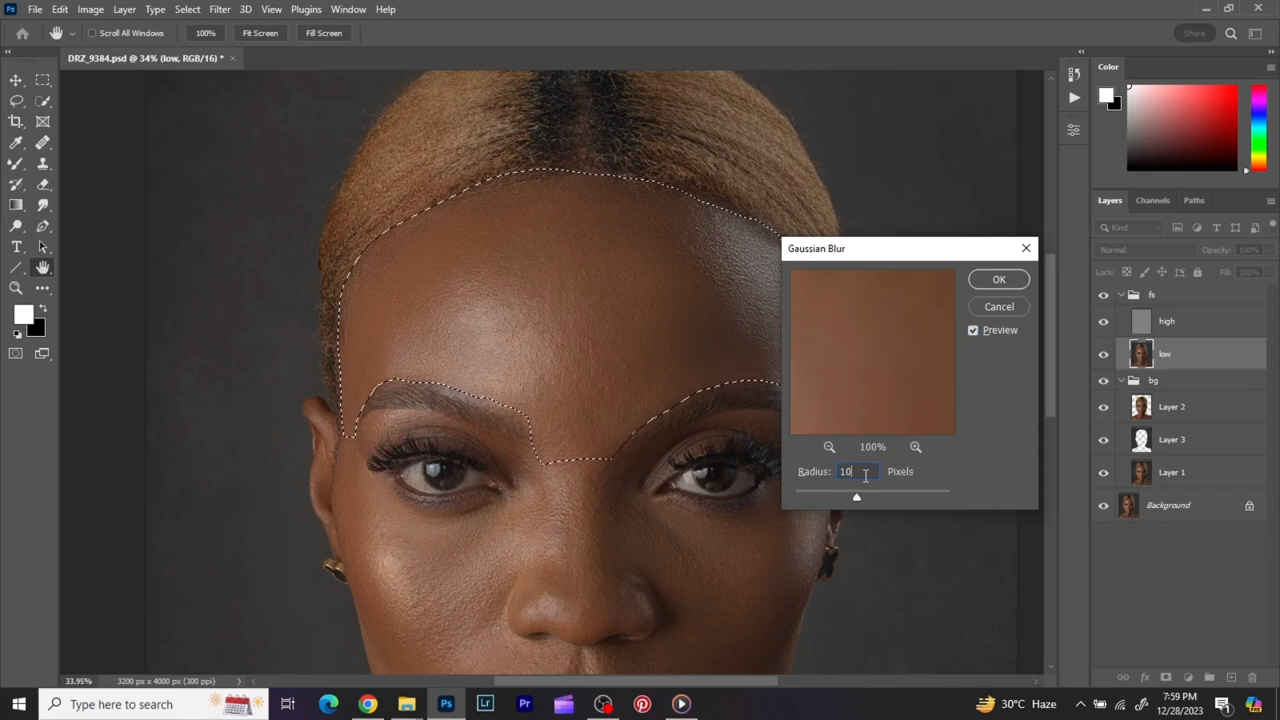 Ps File Edit Image Layer Type Select Filter 3D View Plugins Window Help
Scroll All Windows 100% Fit Screen Fill Screen Share
DRZ_9384.psd @ 34% (low, RGB/16) * ×
Color
Layers Channels Paths
Kind
Normal Opacity: 100%
Lock: Fill: 100%
fs
high
low
bg
Layer 2
Layer 3
Layer 1
Background
Gaussian Blur
OK
Cancel
Preview
100%
Radius: 10 Pixels
33.95% 3200 px x 4000 px (300 ppi)
Type here to search
Ps Lr Pr
30°C Haze
7:59 PM
12/28/2023